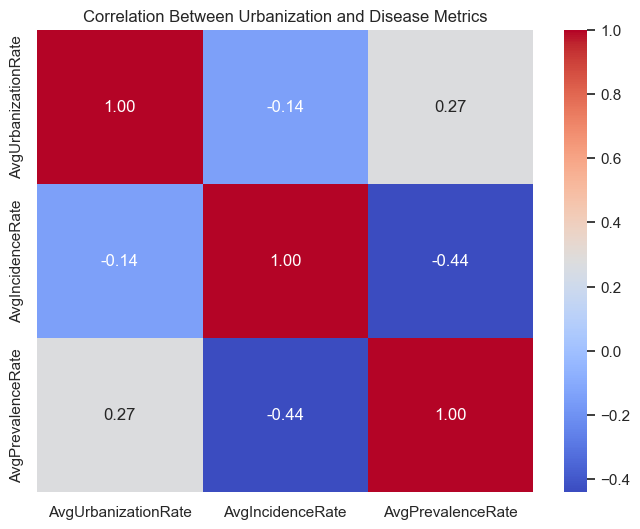 Correlation Between Urbanization and Disease Metrics
AvgUrbanizationRate
1.00
-0.14
0.27
AvgIncidenceRate
-0.14
1.00
-0.44
AvgPrevalenceRate
0.27
-0.44
1.00
AvgUrbanizationRate
AvgIncidenceRate
AvgPrevalenceRate
1.0
0.8
0.6
0.4
0.2
0.0
−0.2
−0.4